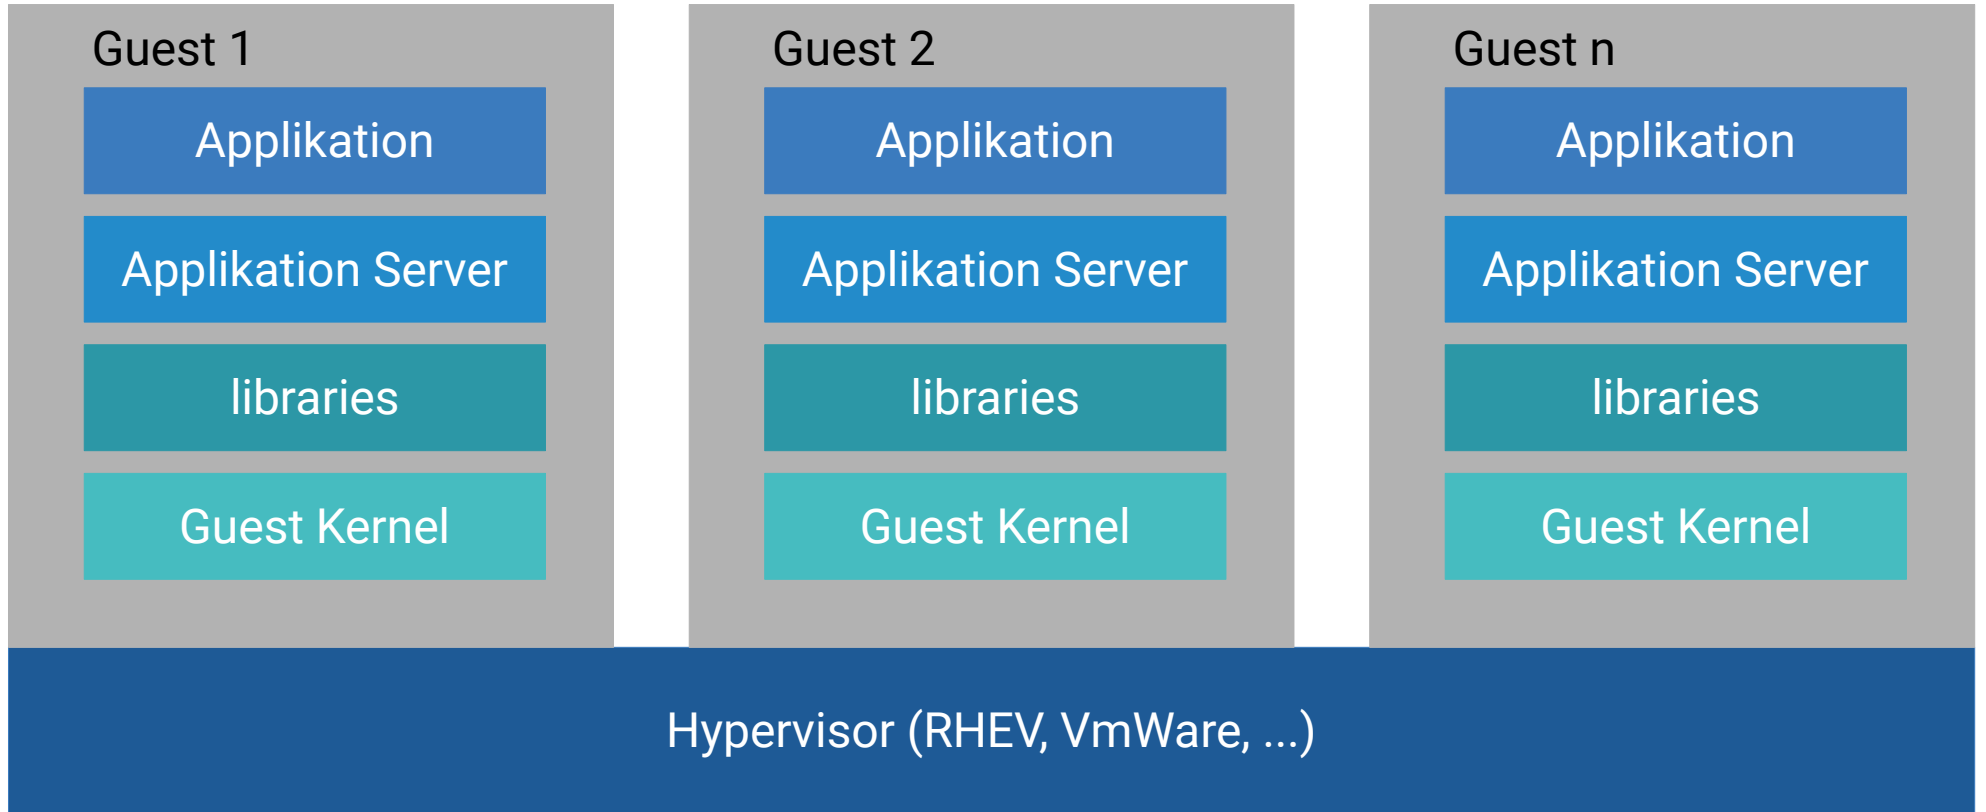 Guest 1
Applikation
Applikation Server
libraries
Guest Kernel
Guest 2
Applikation
Applikation Server
libraries
Guest Kernel
Guest n
Applikation
Applikation Server
libraries
Guest Kernel
Hypervisor (RHEV, VmWare, ...)